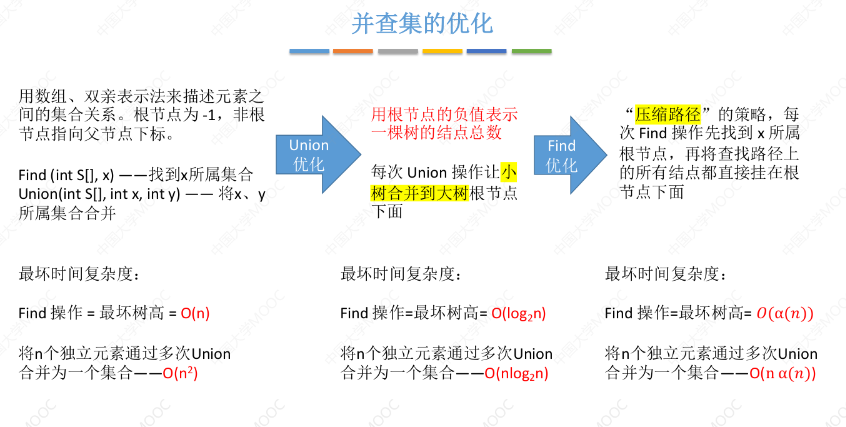 并查集的优化
用数组、双亲表示法来描述元素之
间的集合关系。根节点为 -1，非根
节点指向父节点下标。
Find (int S[], x) ——找到x所属集合
Union(int S[], int x, int y) —— 将x、y
所属集合合并
Union
优化
用根节点的负值表示
一棵树的结点总数
每次 Union 操作让小
树合并到大树根节点
下面
Find
优化
“压缩路径”的策略，每
次 Find 操作先找到 x 所属
根节点，再将查找路径上
的所有结点都直接挂在根
节点下面
最坏时间复杂度：
Find 操作 = 最坏树高 = O(n)
将n个独立元素通过多次Union
合并为一个集合——O(n²)
最坏时间复杂度：
Find 操作=最坏树高= O(log₂n)
将n个独立元素通过多次Union
合并为一个集合——O(nlog₂n)
最坏时间复杂度：
Find 操作=最坏树高= O(α(n))
将n个独立元素通过多次Union
合并为一个集合——O(n α(n))
中国大学MOOC